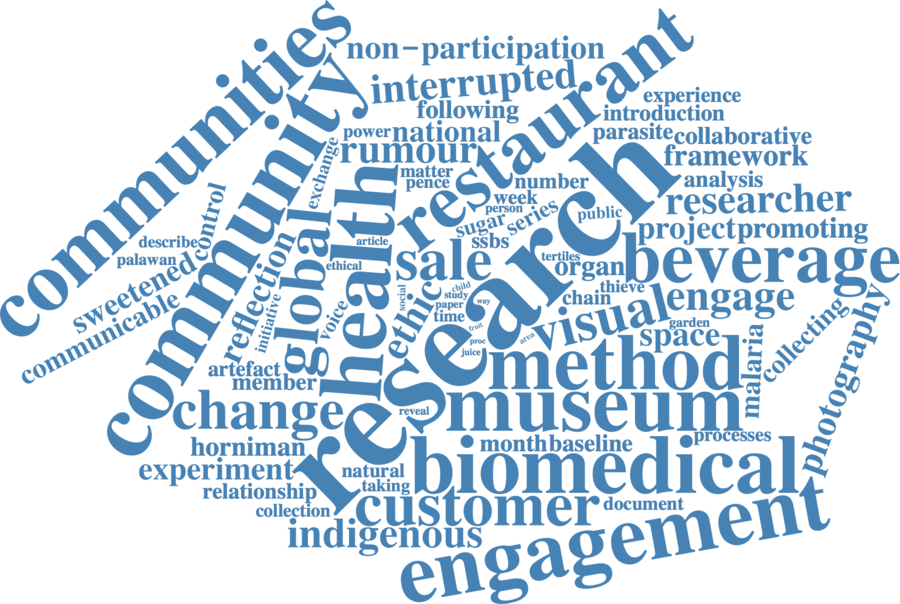 communities
non-participation
interrupted
restaurant
following
experience
introduction
power
national
parasite
collaborative
community
exchange
rumour
framework
matter
pence
number
analysis
week
research
control
health
person
series
public
researcher
sugar
describe
article
ssbs
project
promoting
palawan
global
ethical
sale
tertiles
organ
beverage
sweetened
reflection
communicable
initiative
voice
social
ethic
child
study
paper
time
way
chain
thieve
engage
visual
fruit
garden
space
area
proc
juice
malaria
collecting
photography
artefact
member
method
change
reveal
museum
horniman
month
baseline
processes
experiment
natural
taking
biomedical
relationship
collection
customer
document
indigenous
engagement